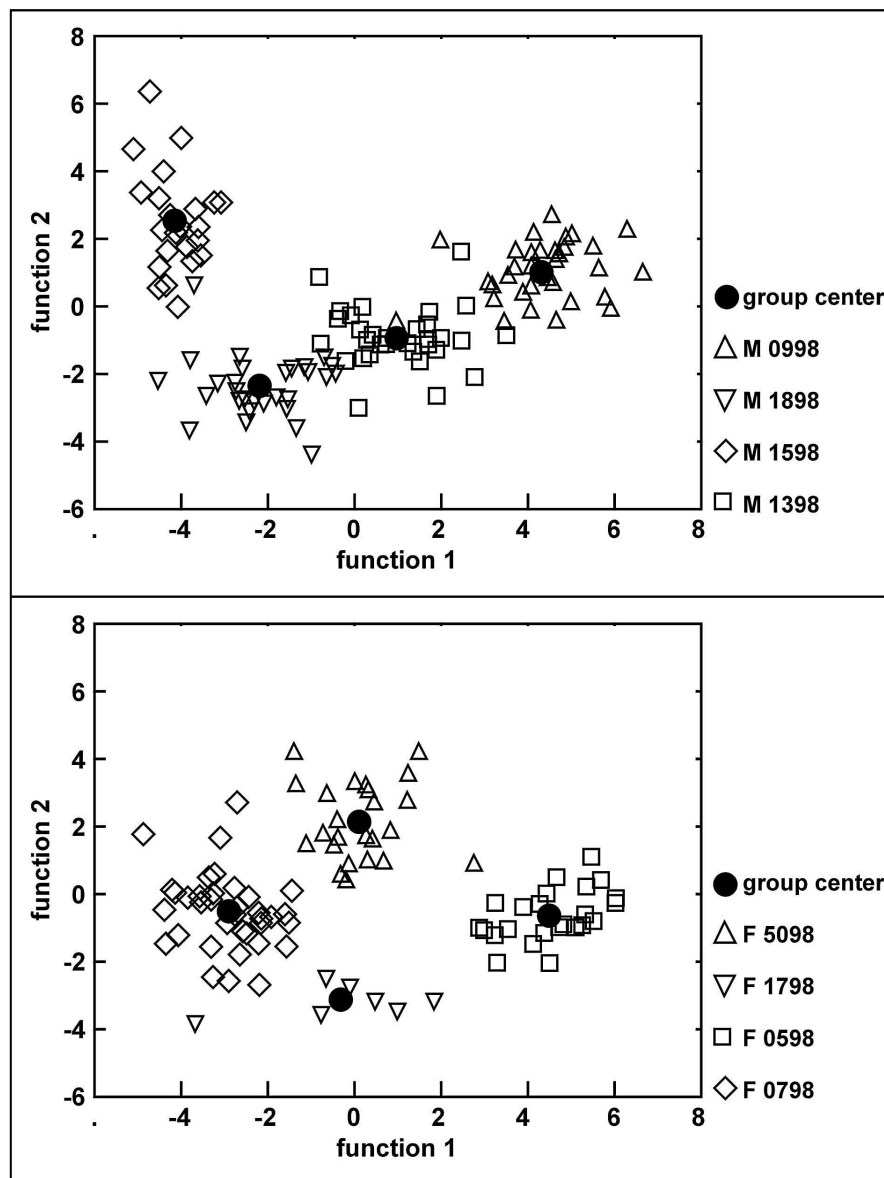 8
6
4
2
0
-2
-4
-6
function 2
. -4 -2 0 2 4 6 8
function 1
group center
M 0998
M 1898
M 1598
M 1398
8
6
4
2
0
-2
-4
-6
function 2
. -4 -2 0 2 4 6 8
function 1
group center
F 5098
F 1798
F 0598
F 0798